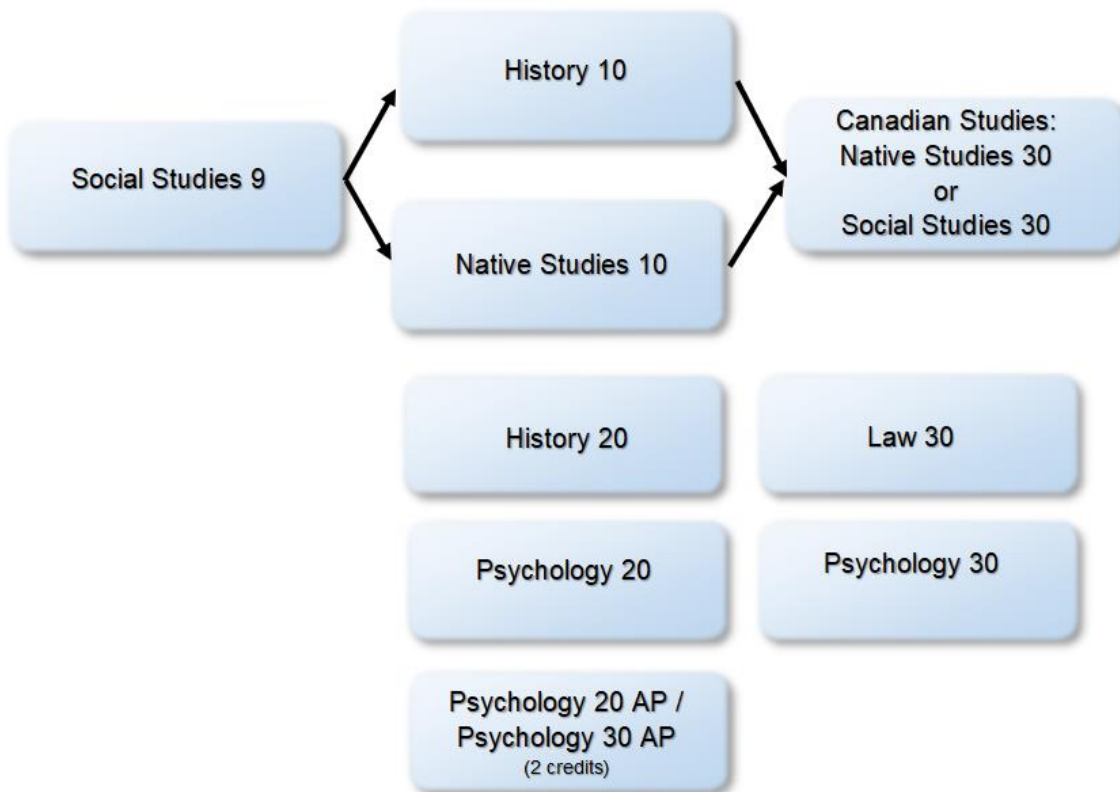 History 10
Social Studies 9
Canadian Studies:
Native Studies 30
or
Social Studies 30
Native Studies 10
History 20
Law 30
Psychology 20
Psychology 30
Psychology 20 AP /
Psychology 30 AP
(2 credits)